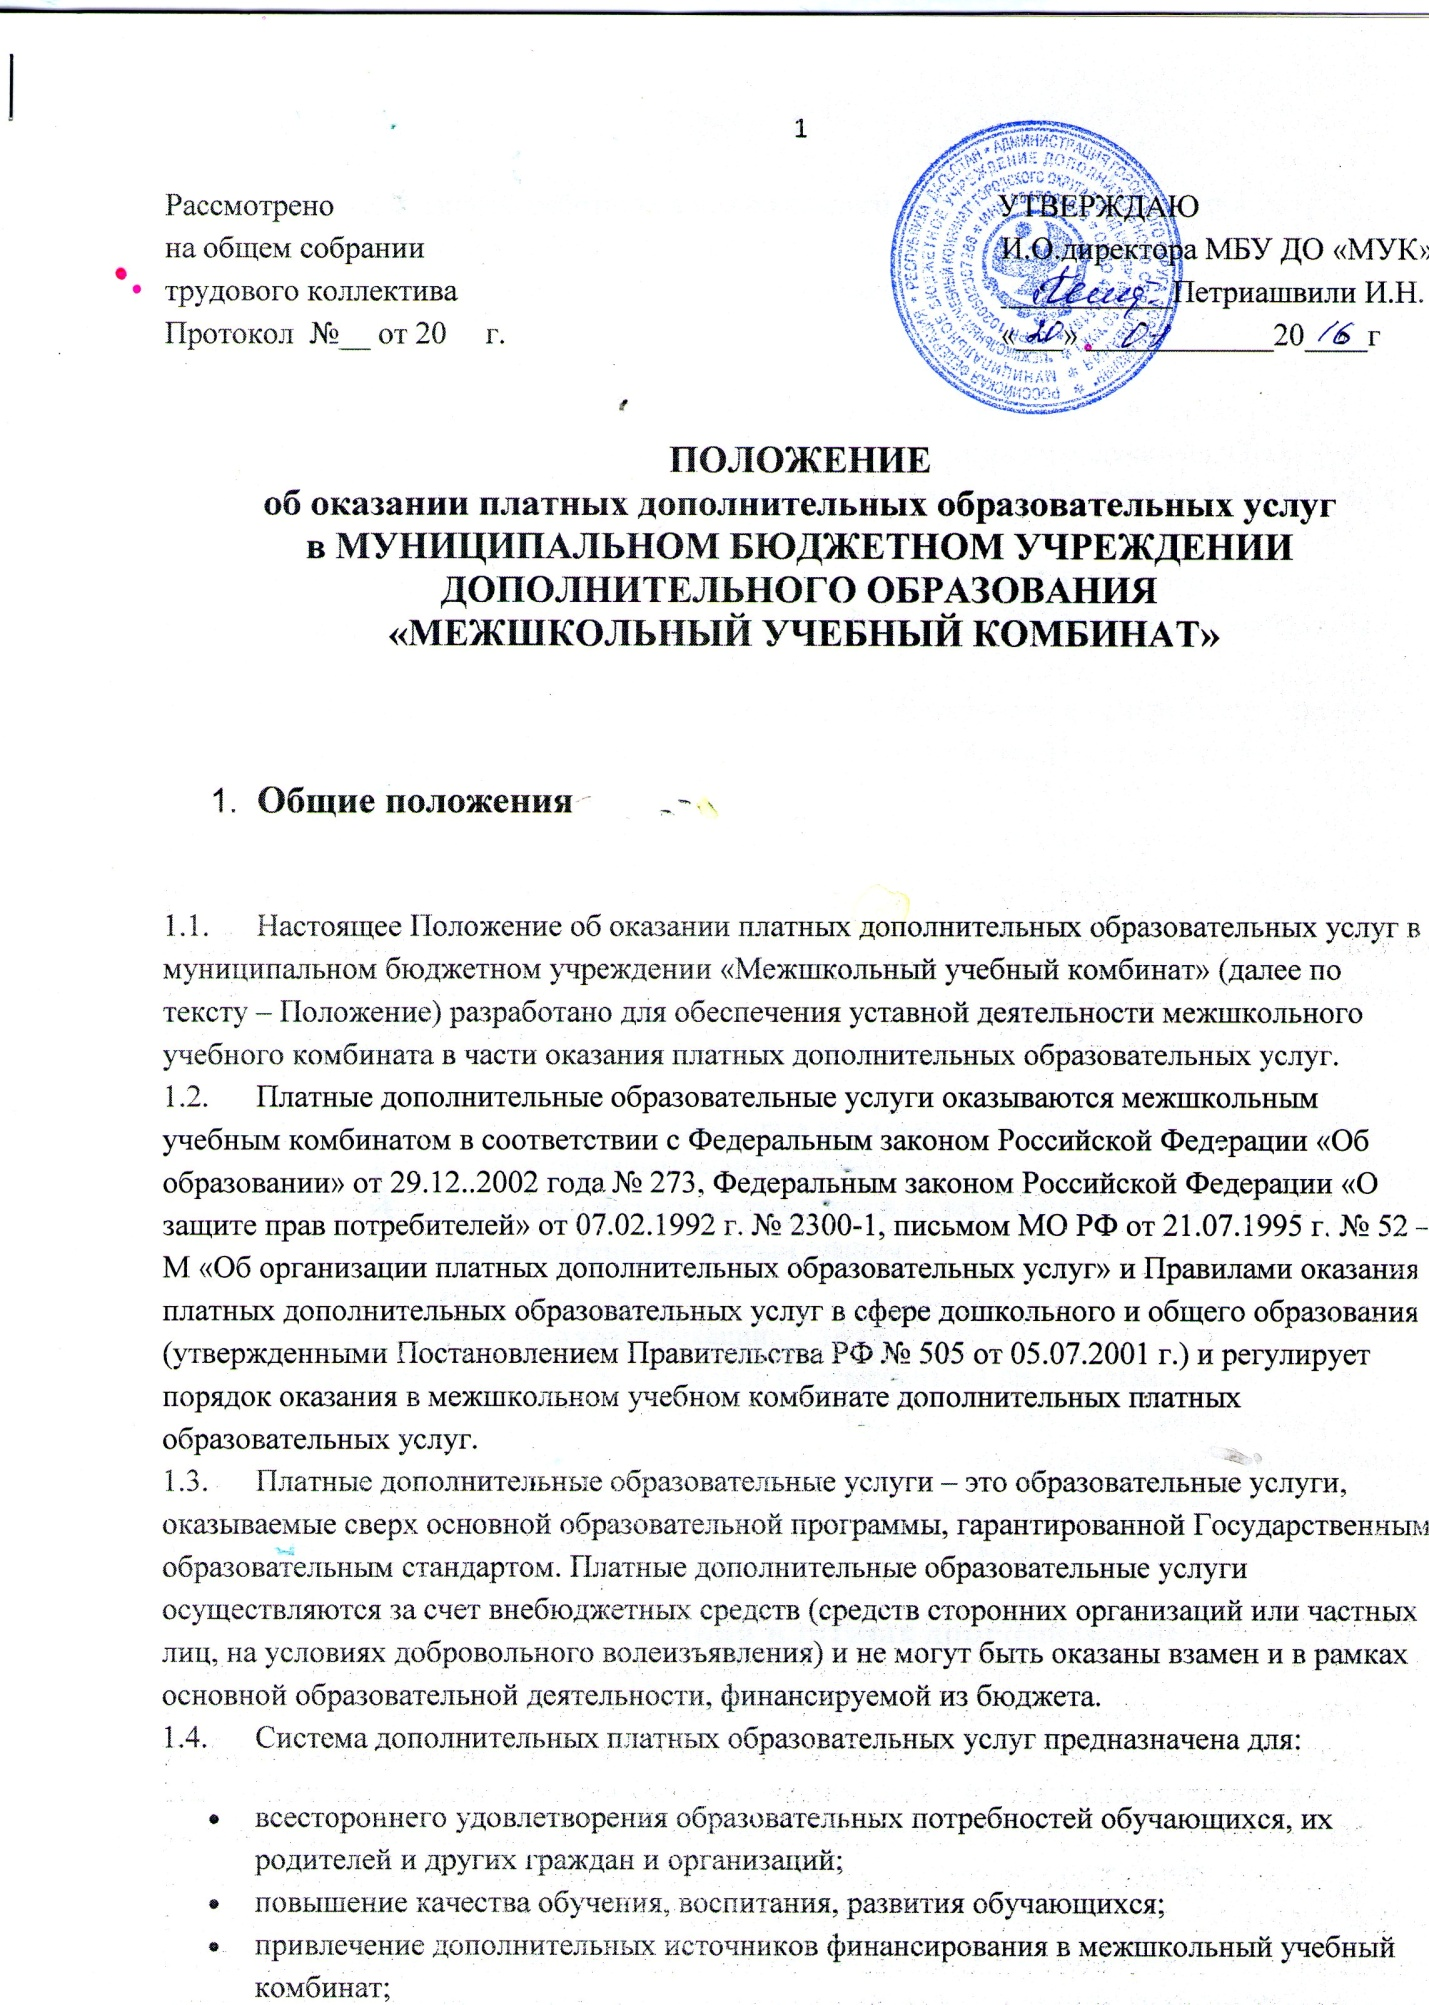 1
Рассмотрено
на общем собрании
трудового коллектива
Протокол №__ от 20 г.
УТВЕРЖДАЮ
И.О.директора МБУ ДО «МУК»
___________Петриашвили И.Н.
«20» 01 2016г
ПОЛОЖЕНИЕ
об оказании платных дополнительных образовательных услуг
в МУНИЦИПАЛЬНОМ БЮДЖЕТНОМ УЧРЕЖДЕНИИ
ДОПОЛНИТЕЛЬНОГО ОБРАЗОВАНИЯ
«МЕЖШКОЛЬНЫЙ УЧЕБНЫЙ КОМБИНАТ»
1. Общие положения
1.1. Настоящее Положение об оказании платных дополнительных образовательных услуг в
муниципальном бюджетном учреждении «Межшкольный учебный комбинат» (далее по
тексту – Положение) разработано для обеспечения уставной деятельности межшкольного
учебного комбината в части оказания платных дополнительных образовательных услуг.
1.2. Платные дополнительные образовательные услуги оказываются межшкольным
учебным комбинатом в соответствии с Федеральным законом Российской Федерации «Об
образовании» от 29.12..2002 года № 273, Федеральным законом Российской Федерации «О
защите прав потребителей» от 07.02.1992 г. № 2300-1, письмом МО РФ от 21.07.1995 г. № 52 –
М «Об организации платных дополнительных образовательных услуг» и Правилами оказания
платных дополнительных образовательных услуг в сфере дошкольного и общего образования
(утвержденными Постановлением Правительства РФ № 505 от 05.07.2001 г.) и регулирует
порядок оказания в межшкольном учебном комбинате дополнительных платных
образовательных услуг.
1.3. Платные дополнительные образовательные услуги – это образовательные услуги,
оказываемые сверх основной образовательной программы, гарантированной Государственным
образовательным стандартом. Платные дополнительные образовательные услуги
осуществляются за счет внебюджетных средств (средств сторонних организаций или частных
лиц, на условиях добровольного волеизъявления) и не могут быть оказаны взамен и в рамках
основной образовательной деятельности, финансируемой из бюджета.
1.4. Система дополнительных платных образовательных услуг предназначена для:
• всестороннего удовлетворения образовательных потребностей обучающихся, их
родителей и других граждан и организаций;
• повышение качества обучения, воспитания, развития обучающихся;
• привлечение дополнительных источников финансирования в межшкольный учебный
комбинат;